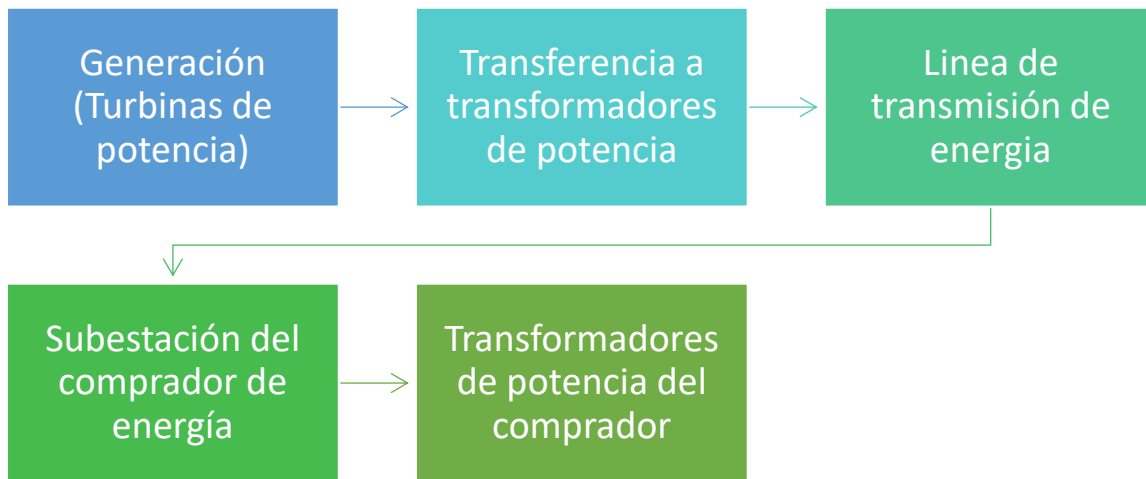 Generación
(Turbinas de
potencia)
Transferencia a
transformadores
de potencia
Linea de
transmisión de
energia
Subestación del
comprador de
energía
Transformadores
de potencia del
comprador